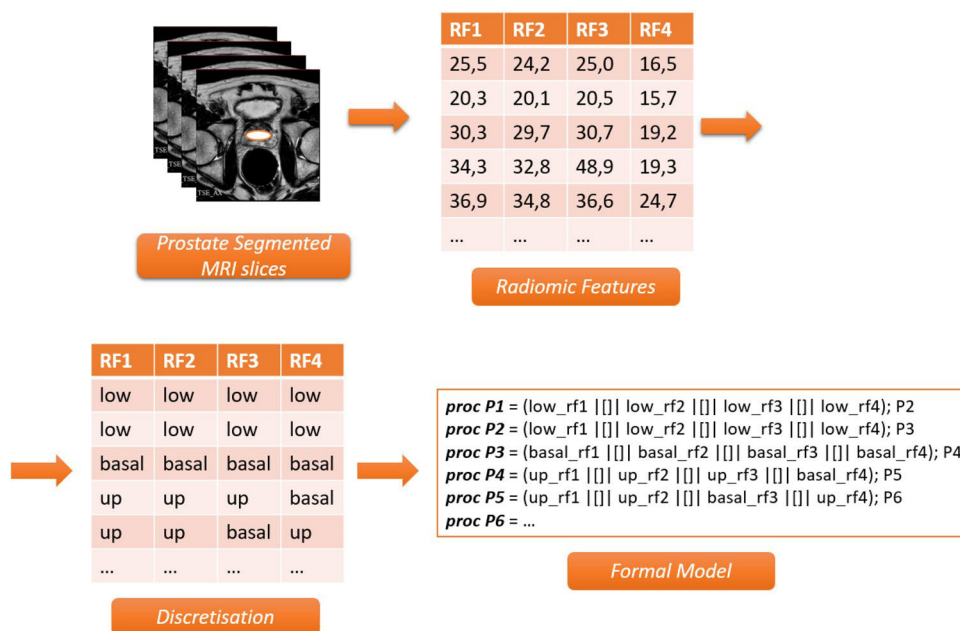 TSE
TSE
TSE_AX
Prostate Segmented
MRI slices
RF1 RF2 RF3 RF4
25,5 24,2 25,0 16,5
20,3 20,1 20,5 15,7
30,3 29,7 30,7 19,2
34,3 32,8 48,9 19,3
36,9 34,8 36,6 24,7
... ... ... ...
Radiomic Features
RF1 RF2 RF3 RF4
low low low low
low low low low
basal basal basal basal
up up up basal
up up basal up
... ... ... ...
Discretisation
proc P1 = (low_rf1 |[]| low_rf2 |[]| low_rf3 |[]| low_rf4); P2
proc P2 = (low_rf1 |[]| low_rf2 |[]| low_rf3 |[]| low_rf4); P3
proc P3 = (basal_rf1 |[]| basal_rf2 |[]| basal_rf3 |[]| basal_rf4); P4
proc P4 = (up_rf1 |[]| up_rf2 |[]| up_rf3 |[]| basal_rf4); P5
proc P5 = (up_rf1 |[]| up_rf2 |[]| basal_rf3 |[]| up_rf4); P6
proc P6 = ...
Formal Model